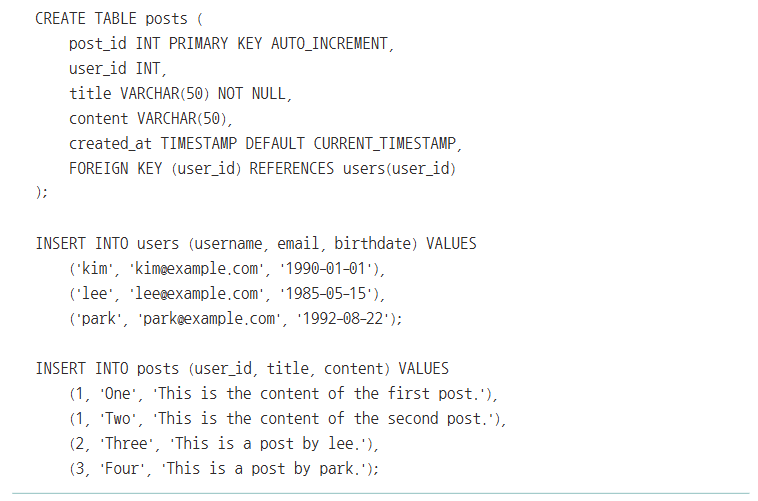 CREATE TABLE posts (
post_id INT PRIMARY KEY AUTO_INCREMENT,
user_id INT,
title VARCHAR(50) NOT NULL,
content VARCHAR(50),
created_at TIMESTAMP DEFAULT CURRENT_TIMESTAMP,
FOREIGN KEY (user_id) REFERENCES users(user_id)
);
INSERT INTO users (username, email, birthdate) VALUES
('kim', 'kim@example.com', '1990-01-01'),
('lee', 'lee@example.com', '1985-05-15'),
('park', 'park@example.com', '1992-08-22');
INSERT INTO posts (user_id, title, content) VALUES
(1, 'One', 'This is the content of the first post.'),
(1, 'Two', 'This is the content of the second post.'),
(2, 'Three', 'This is a post by lee.'),
(3, 'Four', 'This is a post by park.');